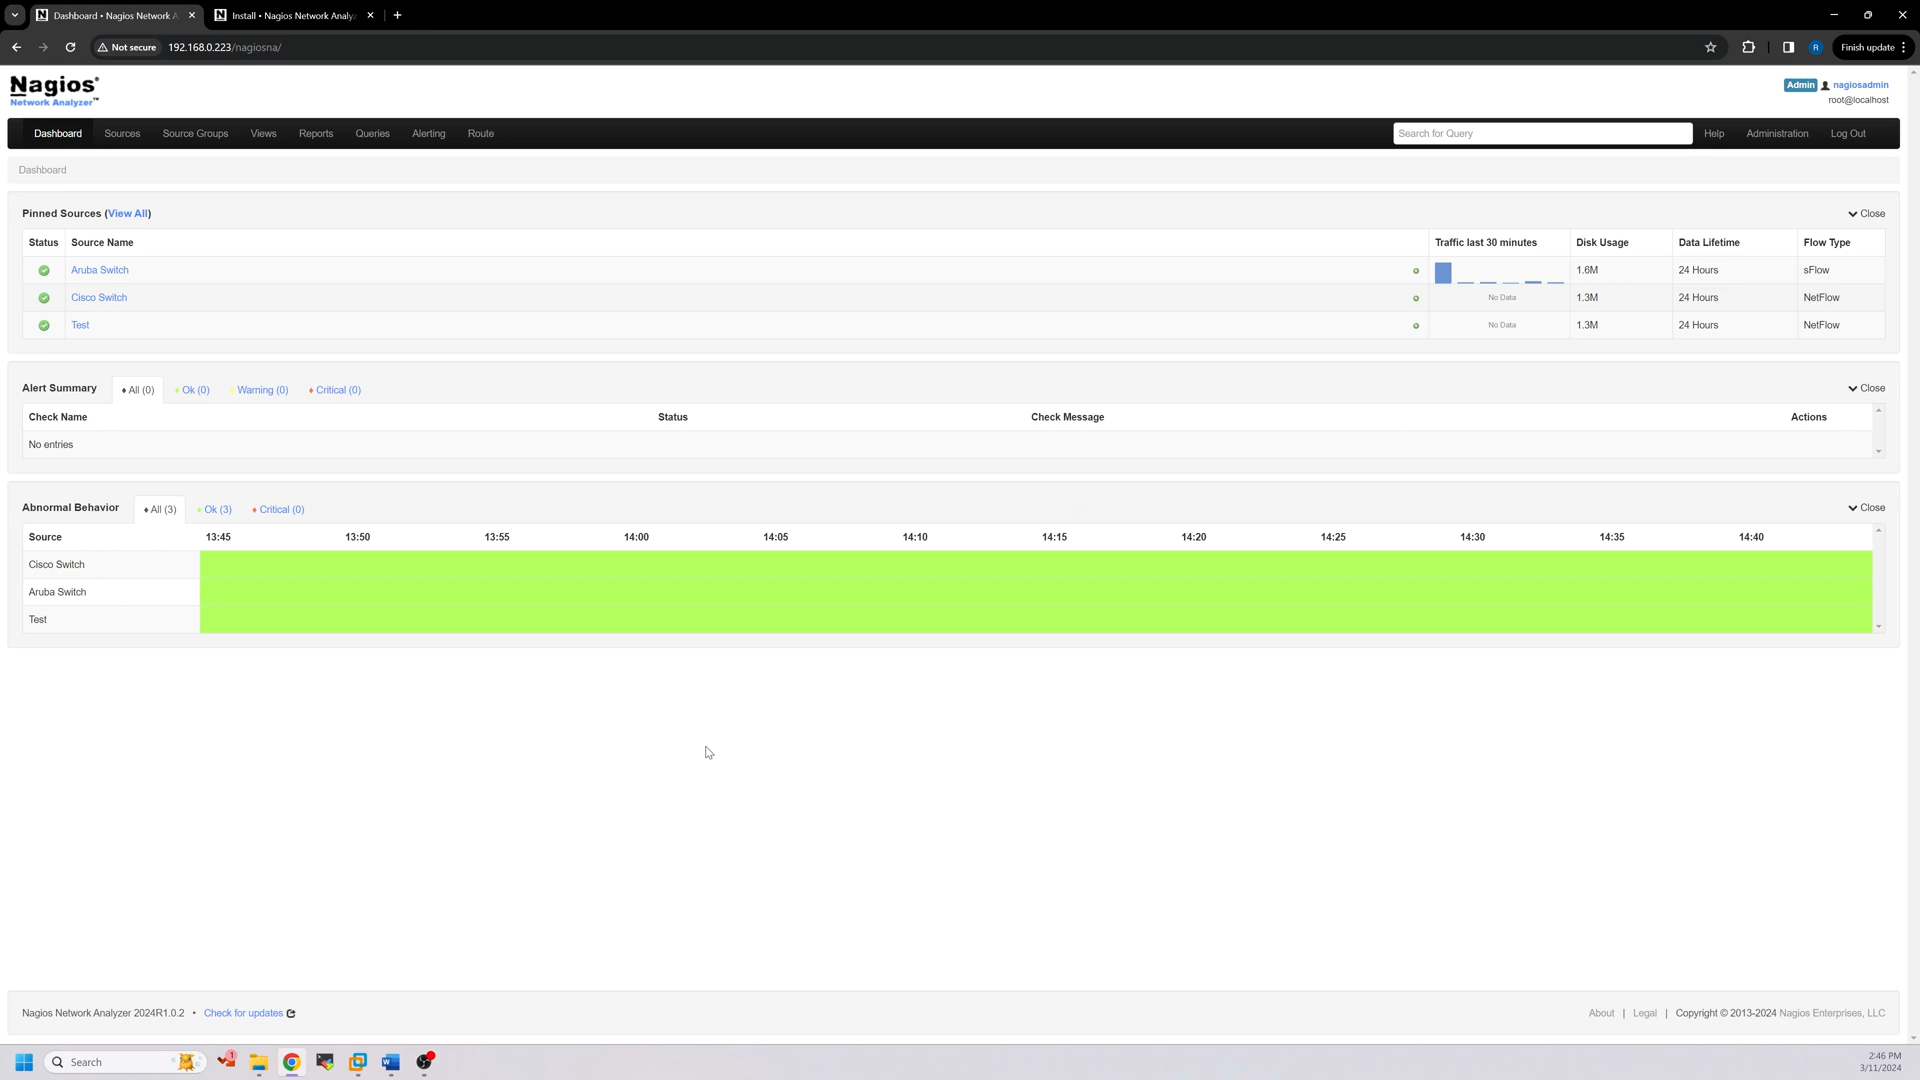 Dashboard • Nagios Network A
Install • Nagios Network Analy
Not secure
192.168.0.223/nagiosna/
R
Finish update
Nagios®
Network Analyzer™
Admin nagiosadmin
root@localhost
Dashboard Sources Source Groups Views Reports Queries Alerting Route Search for Query Help Administration Log Out
Dashboard
Pinned Sources (View All) Close
Status Source Name Traffic last 30 minutes Disk Usage Data Lifetime Flow Type
Aruba Switch 1.6M 24 Hours sFlow
Cisco Switch No Data 1.3M 24 Hours NetFlow
Test No Data 1.3M 24 Hours NetFlow
Alert Summary All (0) Ok (0) Warning (0) Critical (0) Close
Check Name Status Check Message Actions
No entries
Abnormal Behavior All (3) Ok (3) Critical (0) Close
Source 13:45 13:50 13:55 14:00 14:05 14:10 14:15 14:20 14:25 14:30 14:35 14:40
Cisco Switch
Aruba Switch
Test
Nagios Network Analyzer 2024R1.0.2 • Check for updates About | Legal | Copyright © 2013-2024 Nagios Enterprises, LLC
Search
1
2:46 PM
3/11/2024